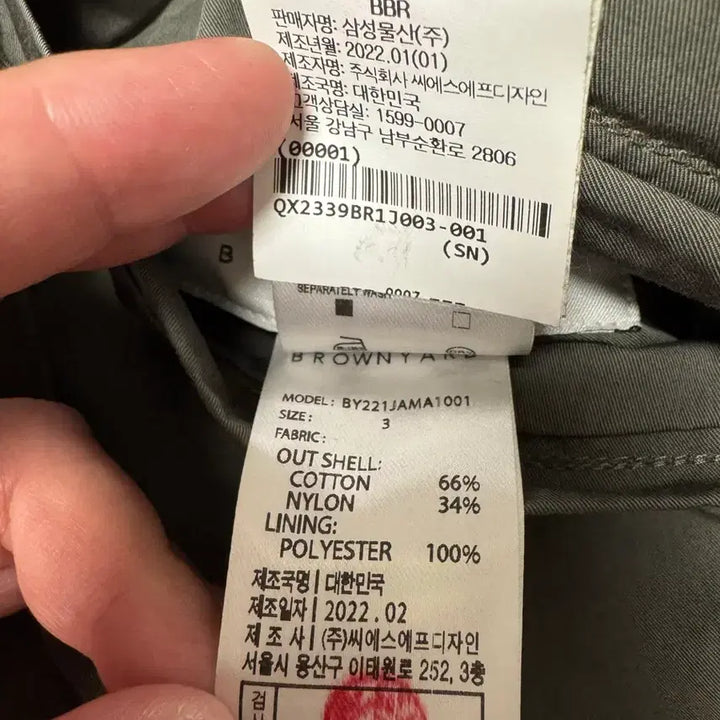 BBR
판매자명: 삼성물산(주)
제조년월: 2022.01(01)
제조자명: 주식회사 씨에스에프디자인
제조국명: 대한민국
고객상담실: 1599-0007
서울 강남구 남부순환로 2806
(00001)
QX2339BR1J003-001
(SN)
B
SEPARATELY WASH
BROWNYARD
MODEL: BY221JAMA1001
SIZE: 3
FABRIC:
OUT SHELL:
COTTON 66%
NYLON 34%
LINING:
POLYESTER 100%
제조국명 | 대한민국
제조일자 | 2022.02
제 조 사 | (주)씨에스에프디자인
서울시 용산구 이태원로 252, 3층
검